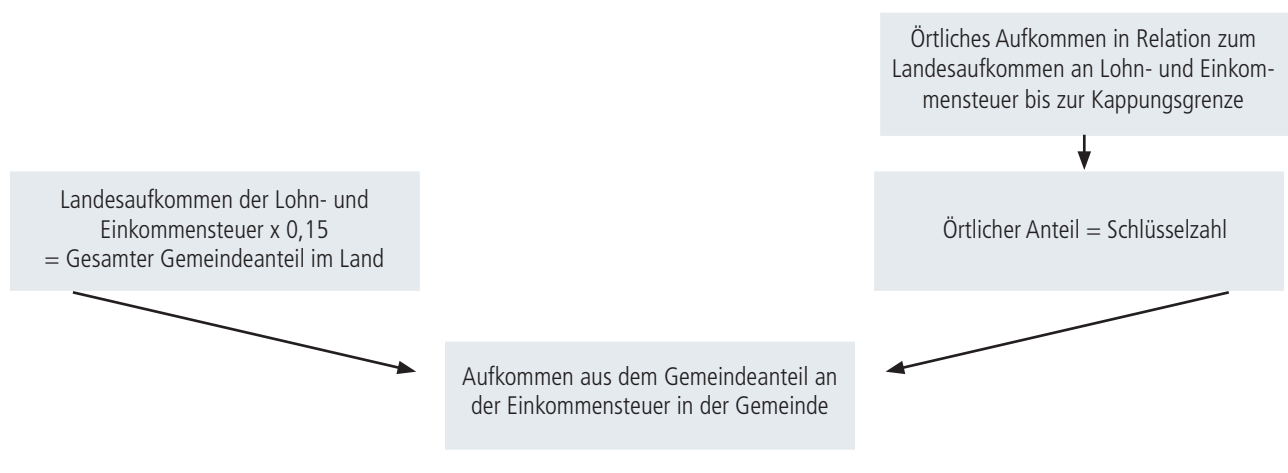 Örtliches Aufkommen in Relation zum
Landesaufkommen an Lohn- und Einkom-
mensteuer bis zur Kappungsgrenze
Landesaufkommen der Lohn- und
Einkommensteuer x 0,15
= Gesamter Gemeindeanteil im Land
Örtlicher Anteil = Schlüsselzahl
Aufkommen aus dem Gemeindeanteil an
der Einkommensteuer in der Gemeinde